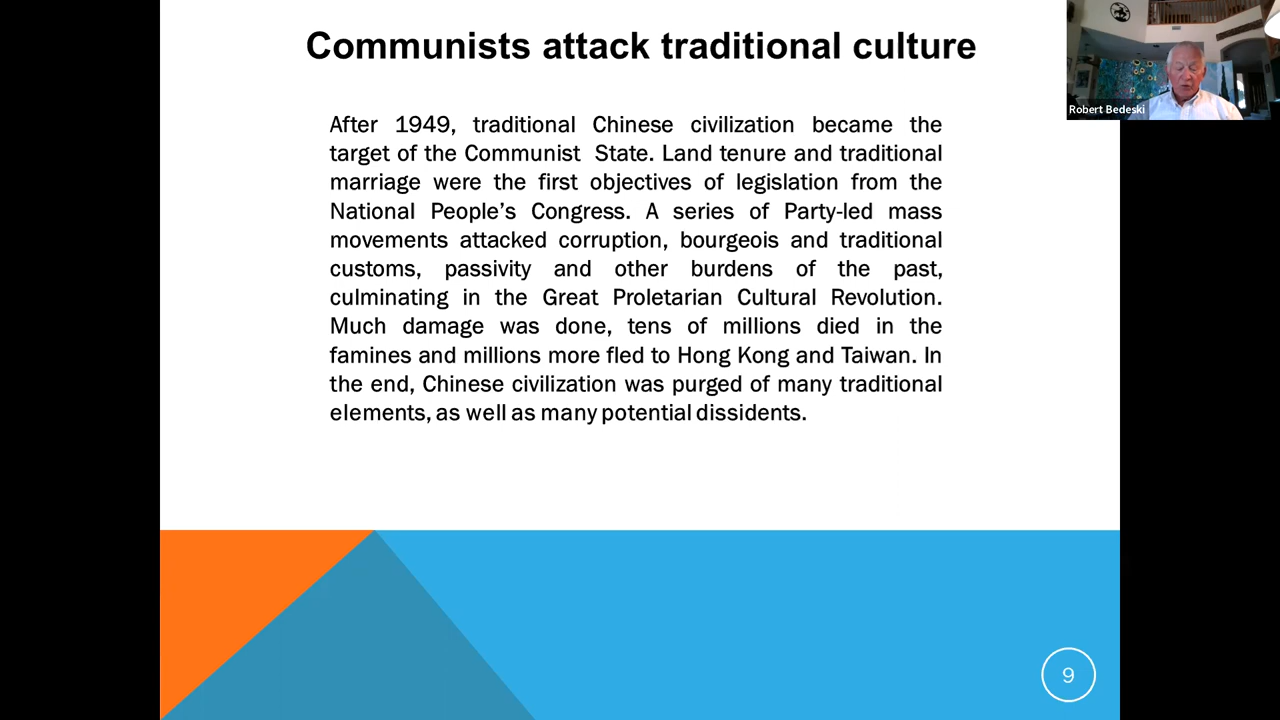 Communists attack traditional culture
Robert Bedeski
After 1949, traditional Chinese civilization became the
target of the Communist State. Land tenure and traditional
marriage were the first objectives of legislation from the
National People’s Congress. A series of Party-led mass
movements attacked corruption, bourgeois and traditional
customs, passivity and other burdens of the past,
culminating in the Great Proletarian Cultural Revolution.
Much damage was done, tens of millions died in the
famines and millions more fled to Hong Kong and Taiwan. In
the end, Chinese civilization was purged of many traditional
elements, as well as many potential dissidents.
9